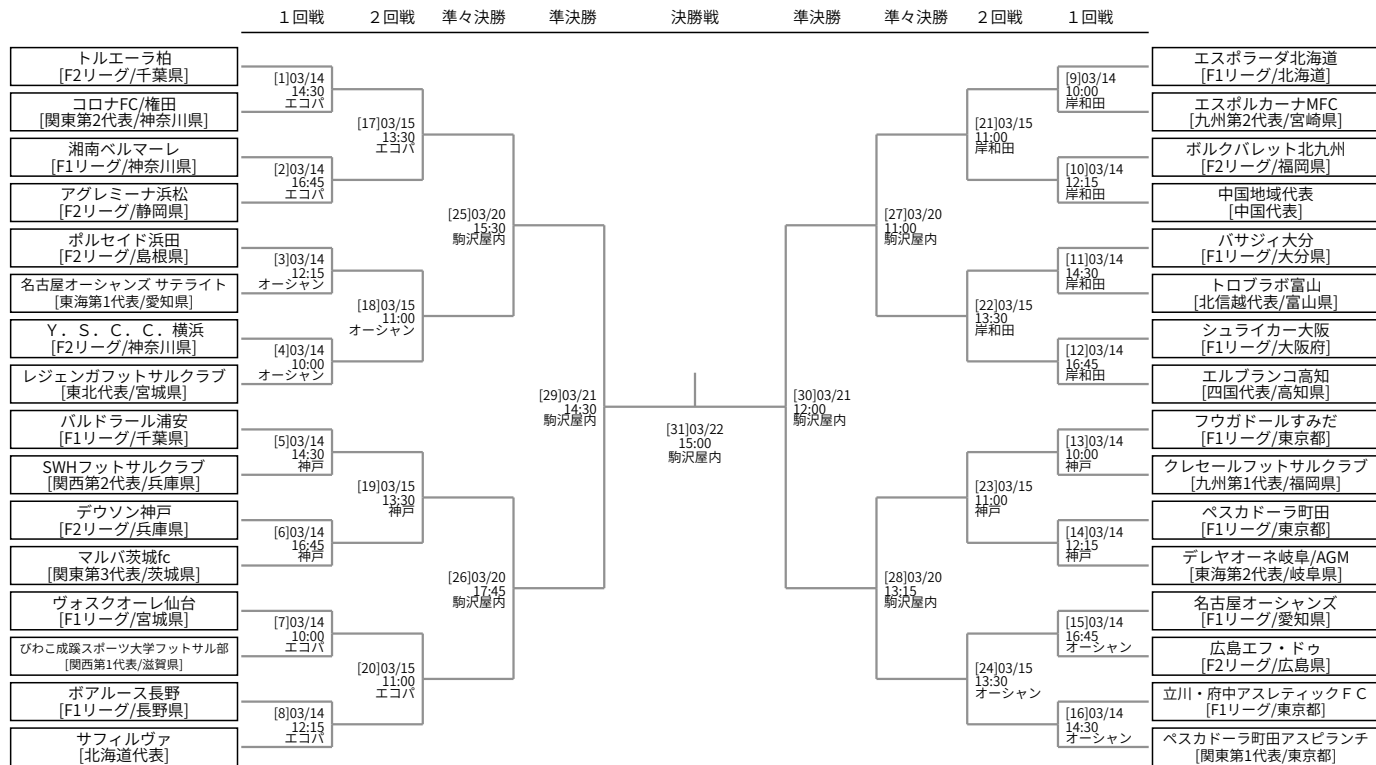 １回戦
２回戦
準々決勝
準決勝
決勝戦
準決勝
準々決勝
２回戦
１回戦
トルエーラ柏
[F2リーグ/千葉県]
コロナFC/権田
[関東第2代表/神奈川県]
湘南ベルマーレ
[F1リーグ/神奈川県]
アグレミーナ浜松
[F2リーグ/静岡県]
ポルセイド浜田
[F2リーグ/島根県]
名古屋オーシャンズ サテライト
[東海第1代表/愛知県]
Ｙ．Ｓ．Ｃ．Ｃ．横浜
[F2リーグ/神奈川県]
レジェンガフットサルクラブ
[東北代表/宮城県]
バルドラール浦安
[F1リーグ/千葉県]
SWHフットサルクラブ
[関西第2代表/兵庫県]
デウソン神戸
[F2リーグ/兵庫県]
マルバ茨城fc
[関東第3代表/茨城県]
ヴォスクオーレ仙台
[F1リーグ/宮城県]
びわこ成蹊スポーツ大学フットサル部
[関西第1代表/滋賀県]
ボアルース長野
[F1リーグ/長野県]
サフィルヴァ
[北海道代表]
[1]03/14
14:30
エコパ
[2]03/14
16:45
エコパ
[3]03/14
12:15
オーシャン
[4]03/14
10:00
オーシャン
[5]03/14
14:30
神戸
[6]03/14
16:45
神戸
[7]03/14
10:00
エコパ
[8]03/14
12:15
エコパ
[17]03/15
13:30
エコパ
[18]03/15
11:00
オーシャン
[19]03/15
13:30
神戸
[20]03/15
11:00
エコパ
[25]03/20
15:30
駒沢屋内
[26]03/20
17:45
駒沢屋内
[29]03/21
14:30
駒沢屋内
[31]03/22
15:00
駒沢屋内
[30]03/21
12:00
駒沢屋内
[27]03/20
11:00
駒沢屋内
[28]03/20
13:15
駒沢屋内
[21]03/15
11:00
岸和田
[22]03/15
13:30
岸和田
[23]03/15
11:00
神戸
[24]03/15
13:30
オーシャン
[9]03/14
10:00
岸和田
[10]03/14
12:15
岸和田
[11]03/14
14:30
岸和田
[12]03/14
16:45
岸和田
[13]03/14
10:00
神戸
[14]03/14
12:15
神戸
[15]03/14
16:45
オーシャン
[16]03/14
14:30
オーシャン
エスポラーダ北海道
[F1リーグ/北海道]
エスポルカーナMFC
[九州第2代表/宮崎県]
ボルクバレット北九州
[F2リーグ/福岡県]
中国地域代表
[中国代表]
バサジィ大分
[F1リーグ/大分県]
トロブラボ富山
[北信越代表/富山県]
シュライカー大阪
[F1リーグ/大阪府]
エルブランコ高知
[四国代表/高知県]
フウガドールすみだ
[F1リーグ/東京都]
クレセールフットサルクラブ
[九州第1代表/福岡県]
ペスカドーラ町田
[F1リーグ/東京都]
デレヤオーネ岐阜/AGM
[東海第2代表/岐阜県]
名古屋オーシャンズ
[F1リーグ/愛知県]
広島エフ・ドゥ
[F2リーグ/広島県]
立川・府中アスレティックＦＣ
[F1リーグ/東京都]
ペスカドーラ町田アスピランチ
[関東第1代表/東京都]